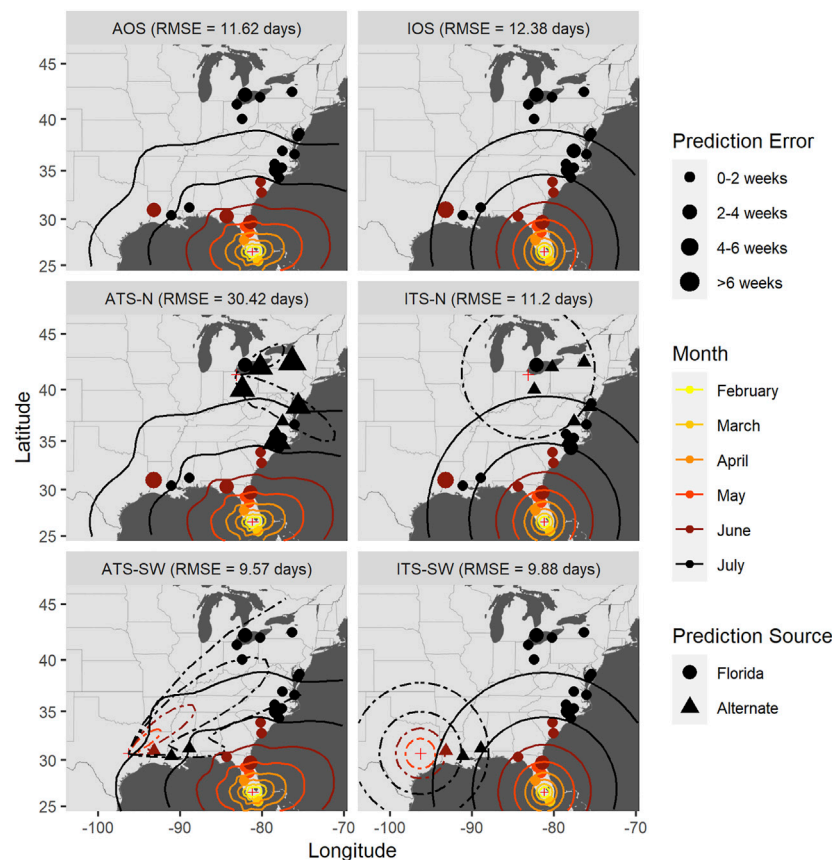 AOS (RMSE = 11.62 days)
IOS (RMSE = 12.38 days)
45
40
35
30
25
ATS-N (RMSE = 30.42 days)
ITS-N (RMSE = 11.2 days)
45
40
35
30
25
ATS-SW (RMSE = 9.57 days)
ITS-SW (RMSE = 9.88 days)
45
40
35
30
25
-100
-90
-80
-70
-100
-90
-80
-70
Latitude
Longitude
Prediction Error
0-2 weeks
2-4 weeks
4-6 weeks
>6 weeks
Month
February
March
April
May
June
July
Prediction Source
Florida
Alternate